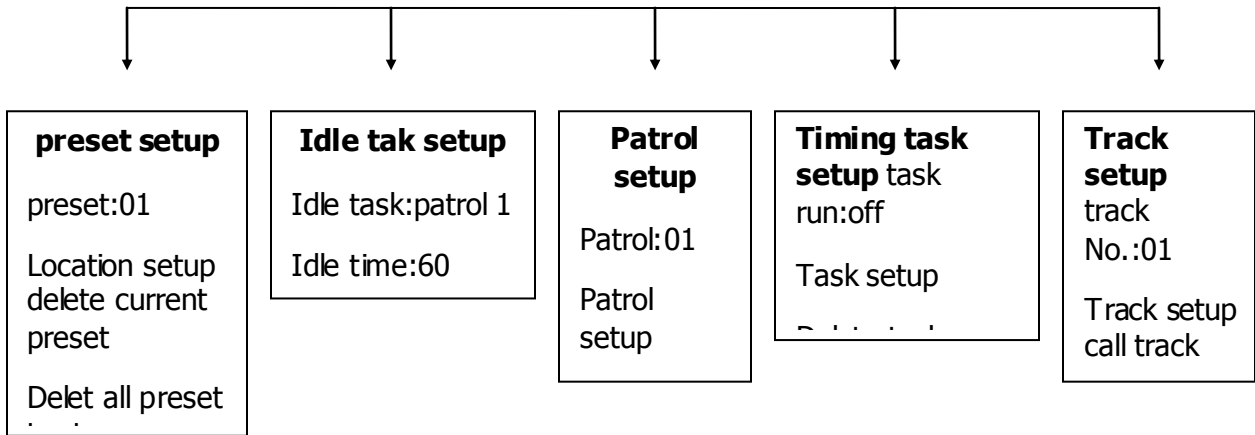 preset setup
preset:01
Location setup
delete current
preset
Delet all preset
Idle tak setup
Idle task:patrol 1
Idle time:60
Patrol
setup
Patrol:01
Patrol
setup
Timing task
setup task
run:off
Task setup
Track
setup
track
No.:01
Track setup
call track